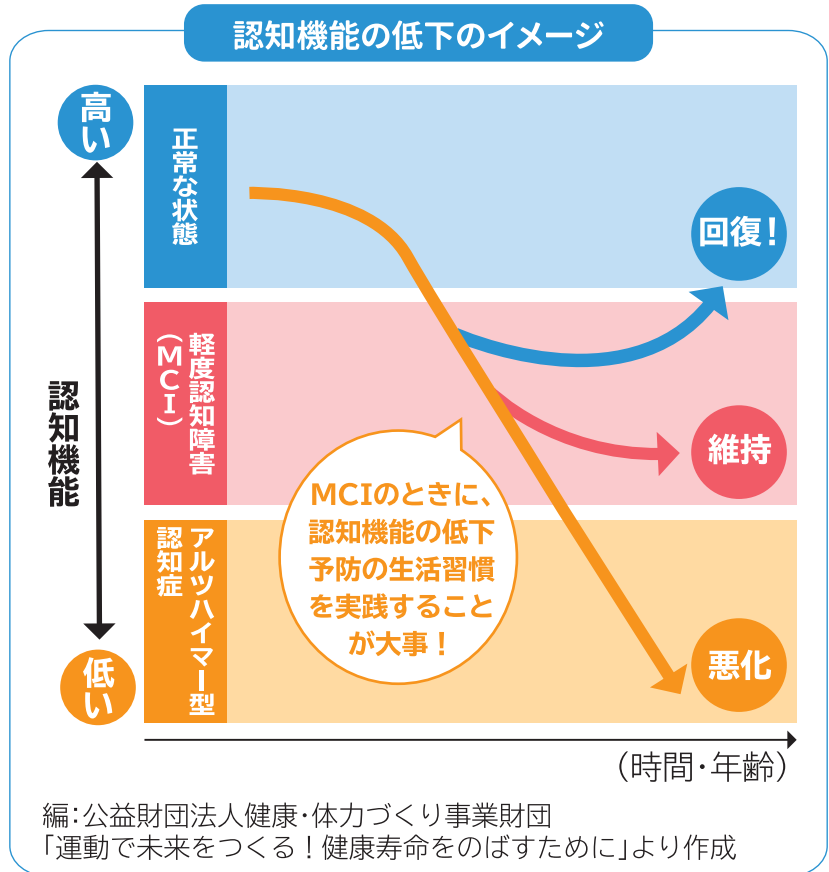 認知機能の低下のイメージ
高い
認知機能
低い
正常な状態
軽度認知障害
(MCI)
アルツハイマー型
認知症
回復!
維持
悪化
MCIのときに、
認知機能の低下
予防の生活習慣
を実践すること
が大事!
(時間・年齢)
編:公益財団法人健康・体力づくり事業財団
「運動で未来をつくる!健康寿命をのばすために」より作成